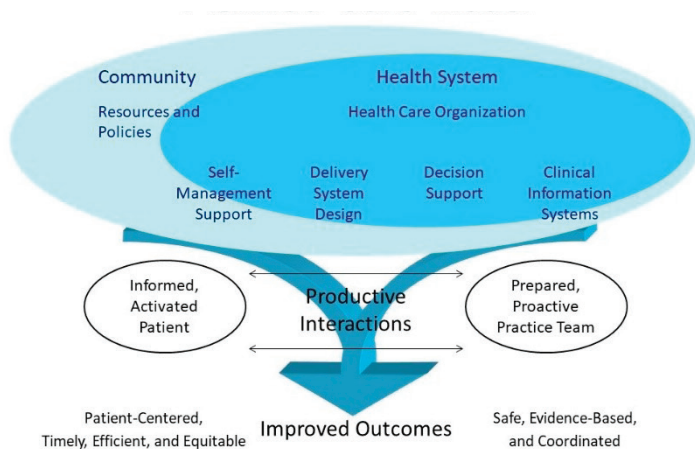 Community
Health System
Resources and
Policies
Health Care Organization
Self-
Management
Support
Delivery
System
Design
Decision
Support
Clinical
Information
Systems
Informed,
Activated
Patient
Productive
Interactions
Prepared,
Proactive
Practice Team
Patient-Centered,
Timely, Efficient, and Equitable
Improved Outcomes
Safe, Evidence-Based,
and Coordinated